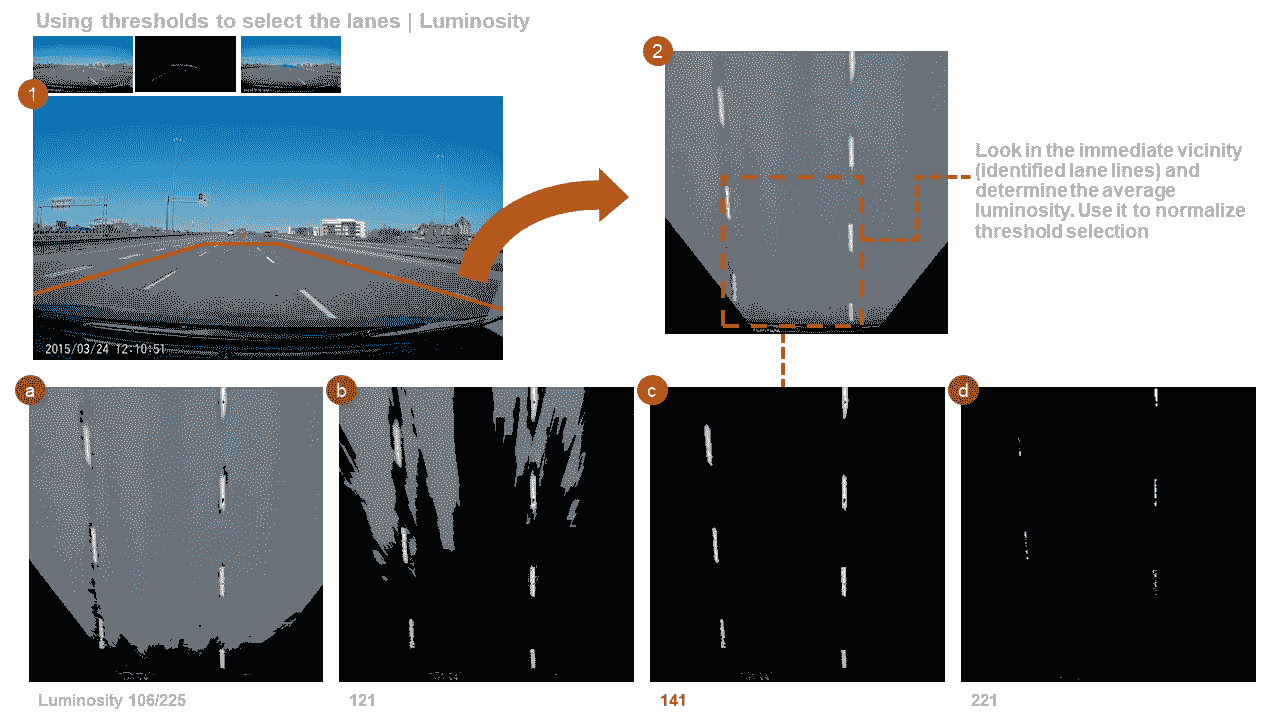 Using thresholds to select the lanes | Luminosity
1
2
2015/03/24 12:10:51
Look in the immediate vicinity
(identified lane lines) and
determine the average
luminosity. Use it to normalize
threshold selection
a
b
c
d
Luminosity 106/225
121
141
221